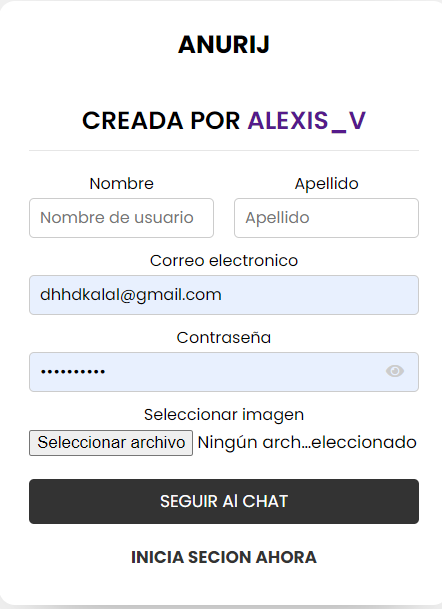 ANURIJ
CREADA POR ALEXIS_V
Nombre Apellido
Nombre de usuario Apellido
Correo electronico
dhhdkalal@gmail.com
Contraseña
••••••••••
Seleccionar imagen
Seleccionar archivo Ningún arch...eleccionado
SEGUIR Al CHAT
INICIA SECION AHORA